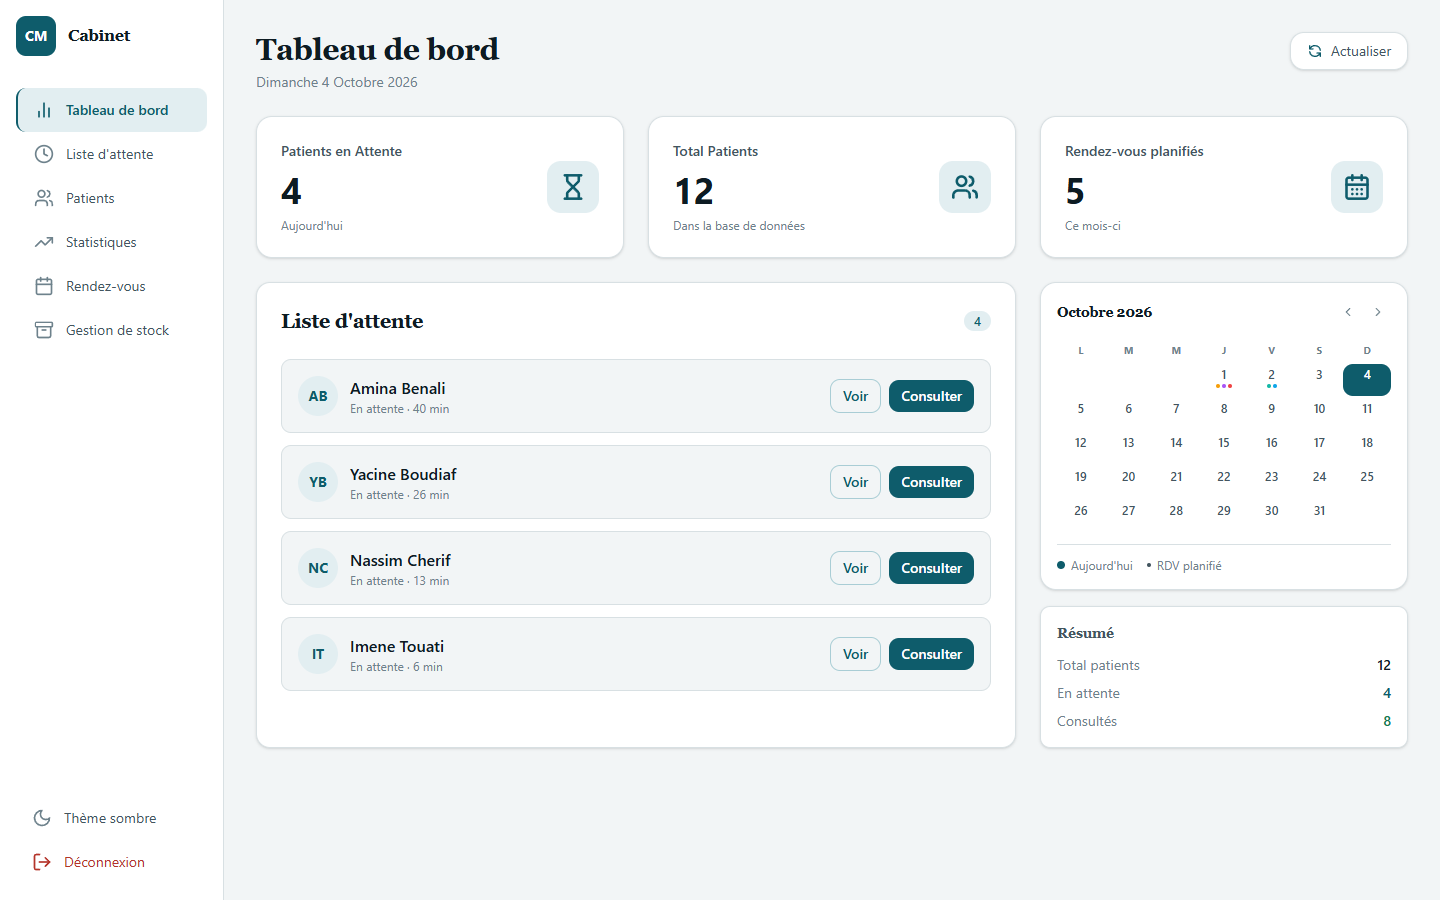 CM Cabinet
Tableau de bord
Liste d'attente
Patients
Statistiques
Rendez-vous
Gestion de stock
Thème sombre
Déconnexion
Tableau de bord
Dimanche 4 Octobre 2026
Actualiser
Patients en Attente
4
Aujourd'hui
Total Patients
12
Dans la base de données
Rendez-vous planifiés
5
Ce mois-ci
Liste d'attente 4
AB Amina Benali
En attente · 40 min
Voir Consulter
YB Yacine Boudiaf
En attente · 26 min
Voir Consulter
NC Nassim Cherif
En attente · 13 min
Voir Consulter
IT Imene Touati
En attente · 6 min
Voir Consulter
Octobre 2026
L M M J V S D
1 2 3 4
5 6 7 8 9 10 11
12 13 14 15 16 17 18
19 20 21 22 23 24 25
26 27 28 29 30 31
Aujourd'hui RDV planifié
Résumé
Total patients 12
En attente 4
Consultés 8